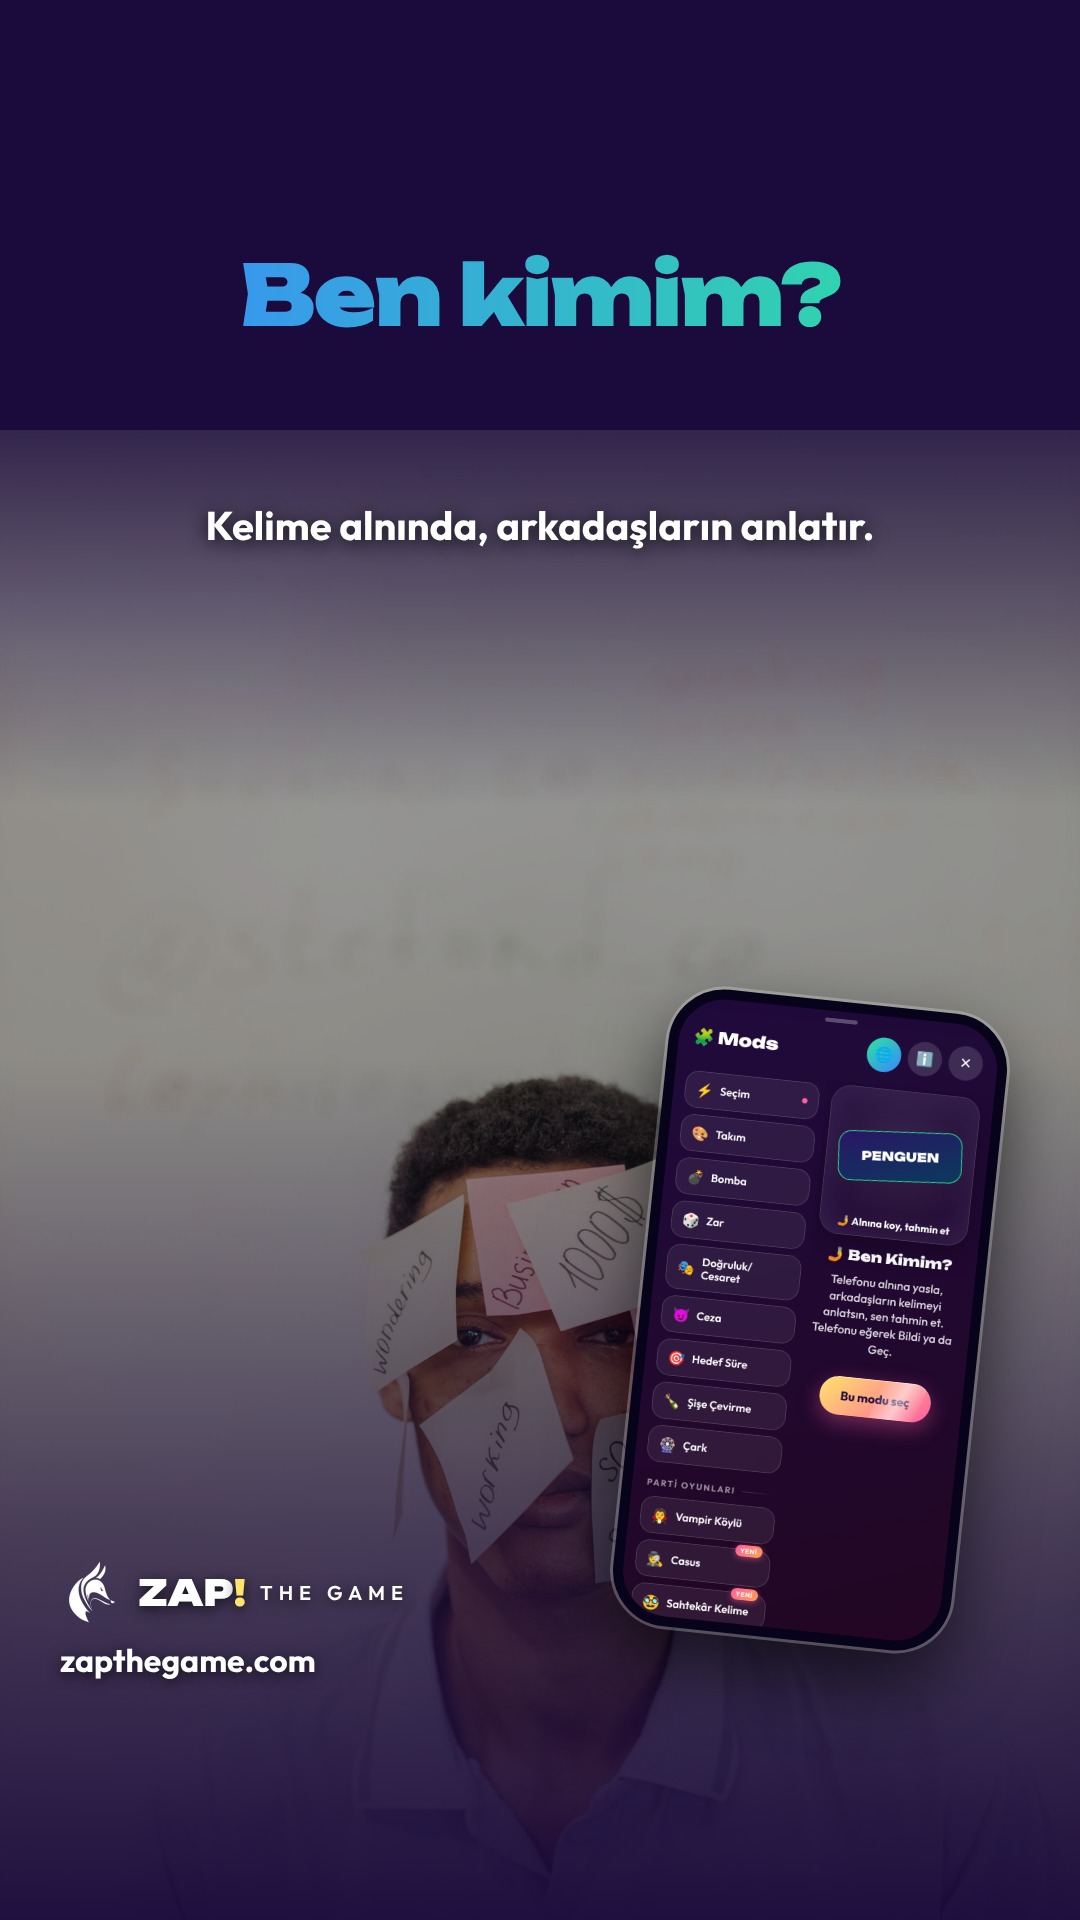 Ben kimim?
Kelime alnında, arkadaşların anlatır.
wondering
Busin
1000$
working
so
🧩 Mods
⚡ Seçim
🎨 Takım
💣 Bomba
🎲 Zar
🎭 Doğruluk/
Cesaret
😈 Ceza
🎯 Hedef Süre
🍾 Şişe Çevirme
🎡 Çark
PARTİ OYUNLARI
🧛 Vampir Köylü
YENİ
🕵️ Casus
YENİ
🥸 Sahtekâr Kelime
PENGUEN
🤳 Alnına koy, tahmin et
🤳 Ben Kimim?
Telefonu alnına yasla,
arkadaşların kelimeyi
anlatsın, sen tahmin et.
Telefonu eğerek Bildi ya da
Geç.
Bu modu seç
ZAP! THE GAME
zapthegame.com